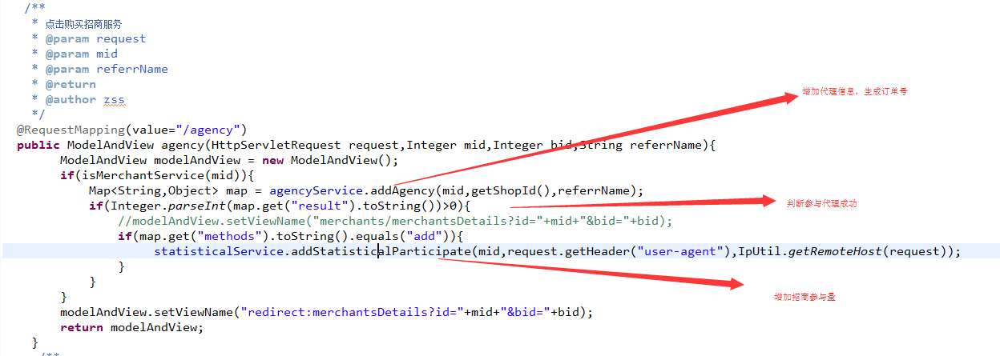 /**
* 点击购买招商服务
* @param request
* @param mid
* @param referrName
* @return
* @author zss
*/
@RequestMapping(value="/agency")
public ModelAndView agency(HttpServletRequest request,Integer mid,Integer bid,String referrName){
ModelAndView modelAndView = new ModelAndView();
if(isMerchantService(mid)){
Map<String,Object> map = agencyService.addAgency(mid,getShopId(),referrName);
if(Integer.parseInt(map.get("result").toString())>0){
//modelAndView.setViewName("merchants/merchantsDetails?id="+mid+"&bid="+bid);
if(map.get("methods").toString().equals("add")){
statisticalService.addStatisticalParticipate(mid,request.getHeader("user-agent"),IpUtil.getRemoteHost(request));
}
}
}
modelAndView.setViewName("redirect:merchantsDetails?id="+mid+"&bid="+bid);
return modelAndView;
}
/**
增加代理信息，生成订单号
判断参与代理成功
增加招商参与量